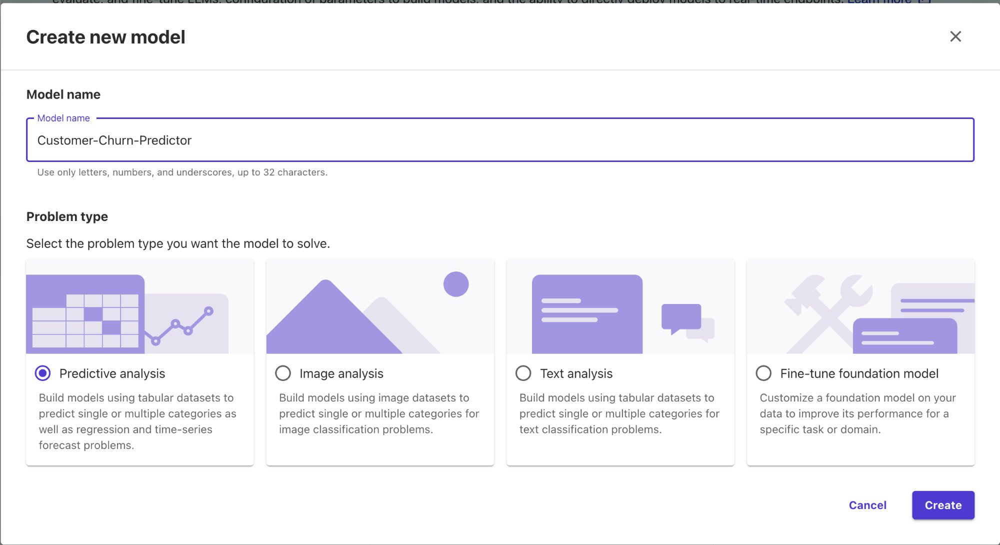 evaluate, and fine-tune LLMs, configuration of parameters to build models, and the ability to directly deploy models to real-time endpoints. Learn more
Create new model
Model name
Model name
Customer-Churn-Predictor
Use only letters, numbers, and underscores, up to 32 characters.
Problem type
Select the problem type you want the model to solve.
Predictive analysis
Build models using tabular datasets to
predict single or multiple categories as
well as regression and time-series
forecast problems.
Image analysis
Build models using image datasets to
predict single or multiple categories for
image classification problems.
Text analysis
Build models using tabular datasets to
predict single or multiple categories for
text classification problems.
Fine-tune foundation model
Customize a foundation model on your
data to improve its performance for a
specific task or domain.
Cancel
Create